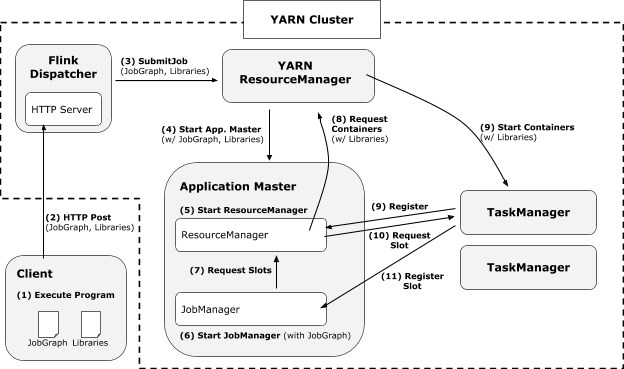 YARN Cluster
Flink
Dispatcher
HTTP Server
(3) SubmitJob
(JobGraph, Libraries)
YARN
ResourceManager
(4) Start App. Master
(w/ JobGraph, Libraries)
(8) Request
Containers
(w/ Libraries)
(9) Start Containers
(w/ Libraries)
(2) HTTP Post
(JobGraph, Libraries)
Application Master
(5) Start ResourceManager
ResourceManager
(7) Request Slots
JobManager
(6) Start JobManager (with JobGraph)
(9) Register
(10) Request
Slot
(11) Register
Slot
TaskManager
TaskManager
Client
(1) Execute Program
JobGraph
Libraries